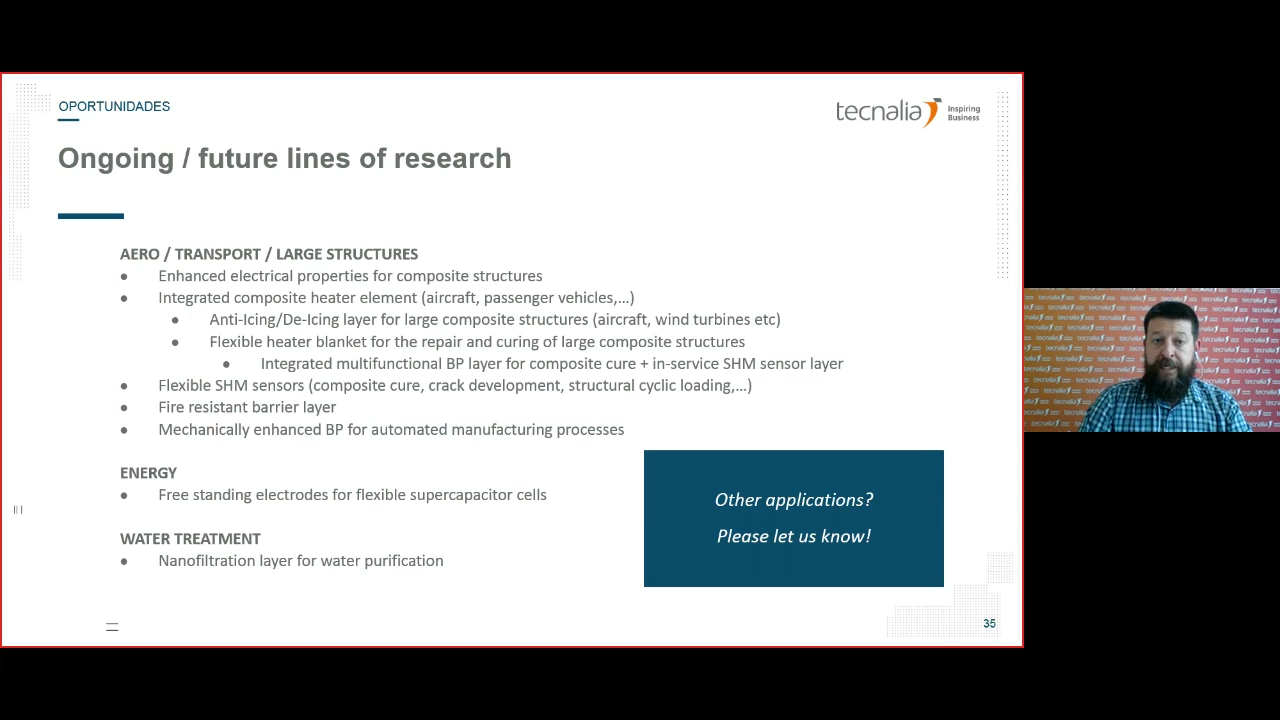 OPORTUNIDADES
tecnalia Inspiring
Business
Ongoing / future lines of research
AERO / TRANSPORT / LARGE STRUCTURES
● Enhanced electrical properties for composite structures
● Integrated composite heater element (aircraft, passenger vehicles,...)
● Anti-Icing/De-Icing layer for large composite structures (aircraft, wind turbines etc)
● Flexible heater blanket for the repair and curing of large composite structures
● Integrated multifunctional BP layer for composite cure + in-service SHM sensor layer
● Flexible SHM sensors (composite cure, crack development, structural cyclic loading,...)
● Fire resistant barrier layer
● Mechanically enhanced BP for automated manufacturing processes
ENERGY
● Free standing electrodes for flexible supercapacitor cells
WATER TREATMENT
● Nanofiltration layer for water purification
Other applications?
Please let us know!
35
tecnalia